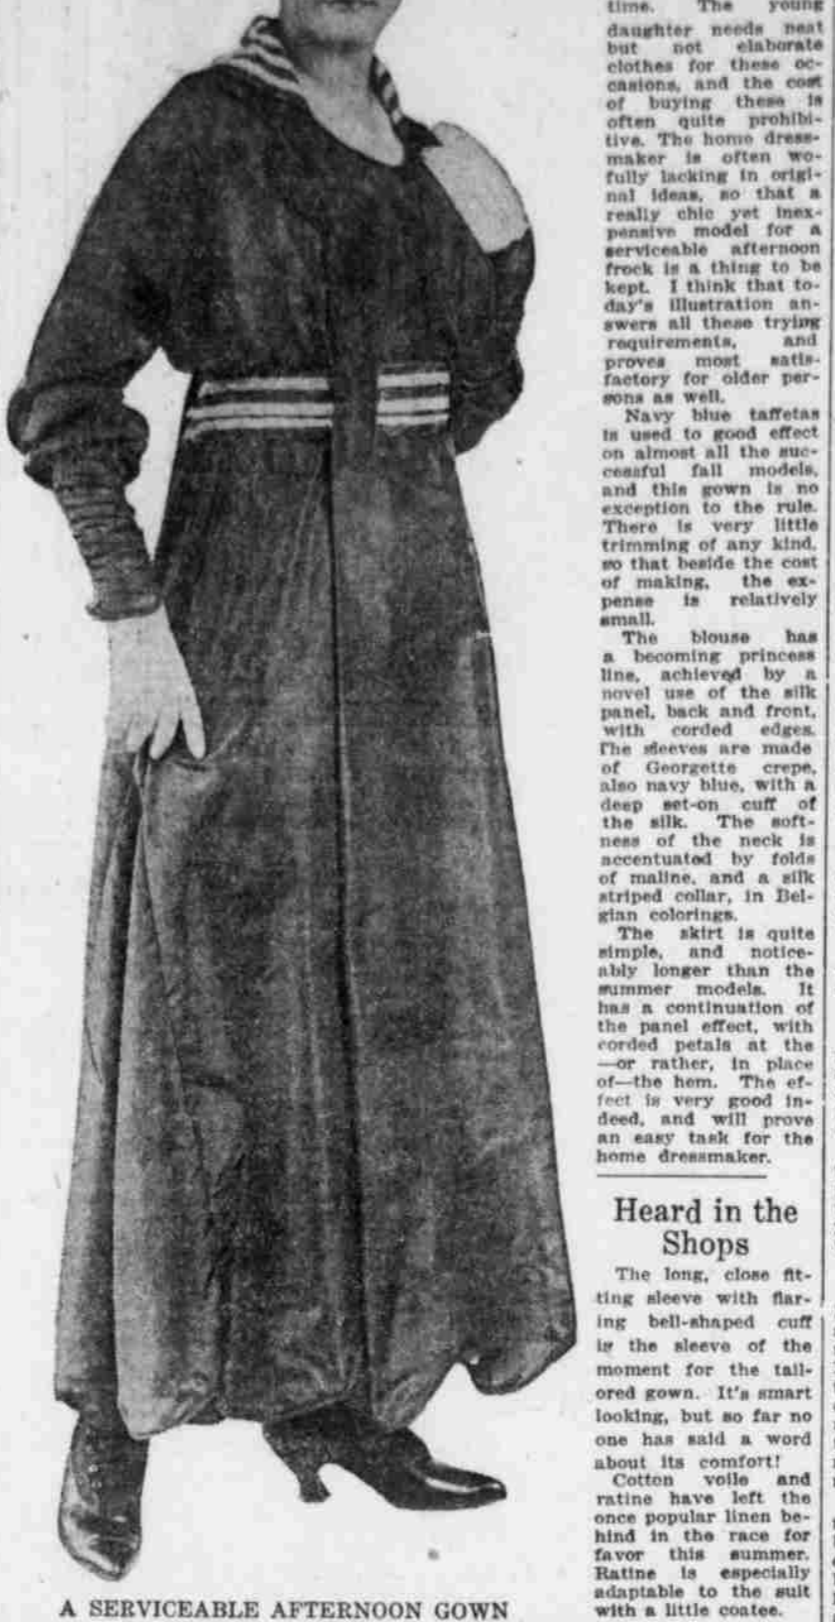 time. The young
daughter needs neat
but not elaborate
clothes for these oc-
casions, and the cost
of buying these is
often quite prohibi-
tive. The home dress-
maker is often wo-
fully lacking in origi-
nal ideas, so that a
really chic yet inex-
pensive model for a
serviceable afternoon
frock is a thing to be
kept. I think that to-
day's illustration an-
swers all these trying
requirements, and
proves most satis-
factory for older per-
sons as well.
Navy blue taffetas
is used to good effect
on almost all the suc-
cessful fall models,
and this gown is no
exception to the rule.
There is very little
trimming of any kind,
so that beside the cost
of making, the ex-
pense is relatively
small.
The blouse has
a becoming princess
line, achieved by a
novel use of the silk
panel, back and front,
with corded edges.
The sleeves are made
of Georgette crepe,
also navy blue, with a
deep set-on cuff of
the silk. The soft-
ness of the neck is
accentuated by folds
of maline, and a silk
striped collar, in Bel-
gian colorings.
The skirt is quite
simple, and notice-
ably longer than the
summer models. It
has a continuation of
the panel effect, with
corded petals at the
—or rather, in place
of—the hem. The ef-
fect is very good in-
deed, and will prove
an easy task for the
home dressmaker.
Heard in the
Shops
The long, close fit-
ting sleeve with flar-
ing bell-shaped cuff
is the sleeve of the
moment for the tail-
ored gown. It's smart
looking, but so far no
one has said a word
about its comfort!
Cotton voile and
ratine have left the
once popular linen be-
hind in the race for
favor this summer.
Ratine is especially
adaptable to the suit
with a little coatee.
A SERVICEABLE AFTERNOON GOWN